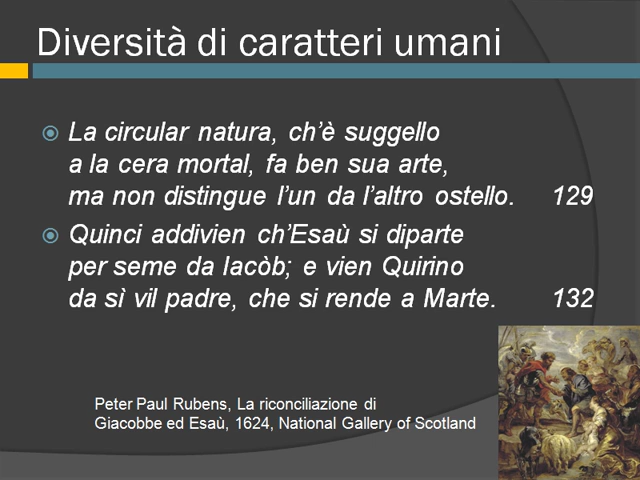 Diversità di caratteri umani
La circular natura, ch'è suggello
a la cera mortal, fa ben sua arte,
ma non distingue l'un da l'altro ostello. 129
Quinci addivien ch'Esaù si diparte
per seme da Iacòb; e vien Quirino
da sì vil padre, che si rende a Marte. 132
Peter Paul Rubens, La riconciliazione di
Giacobbe ed Esaù, 1624, National Gallery of Scotland